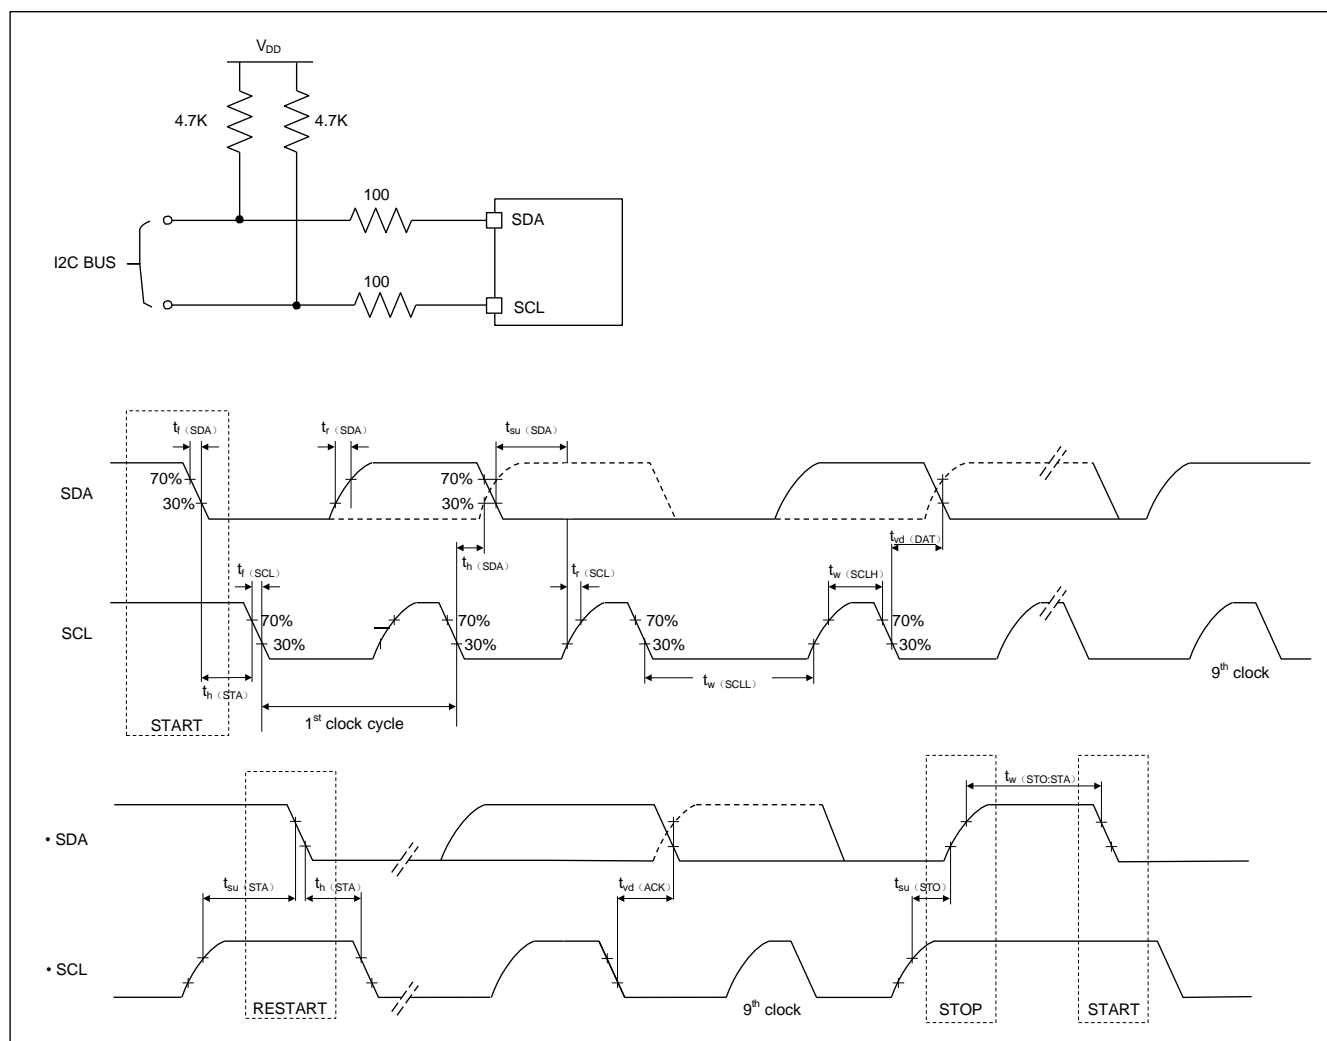 VDD
4.7K 4.7K
100
SDA
I2C BUS
100
SCL
tf（SDA） tr（SDA） tsu（SDA）
70% 70%
SDA
30% 30%
tvd（DAT）
th（SDA）
tf（SCL） tr（SCL） tw（SCLH）
70% 70% 70% 70%
SCL
30% 30% 30% 30%
th（STA） tw（SCLL） 9th clock
START 1st clock cycle
tw（STO:STA）
• SDA
tsu（STA） th（STA） tvd（ACK） tsu（STO）
• SCL
RESTART 9th clock STOP START